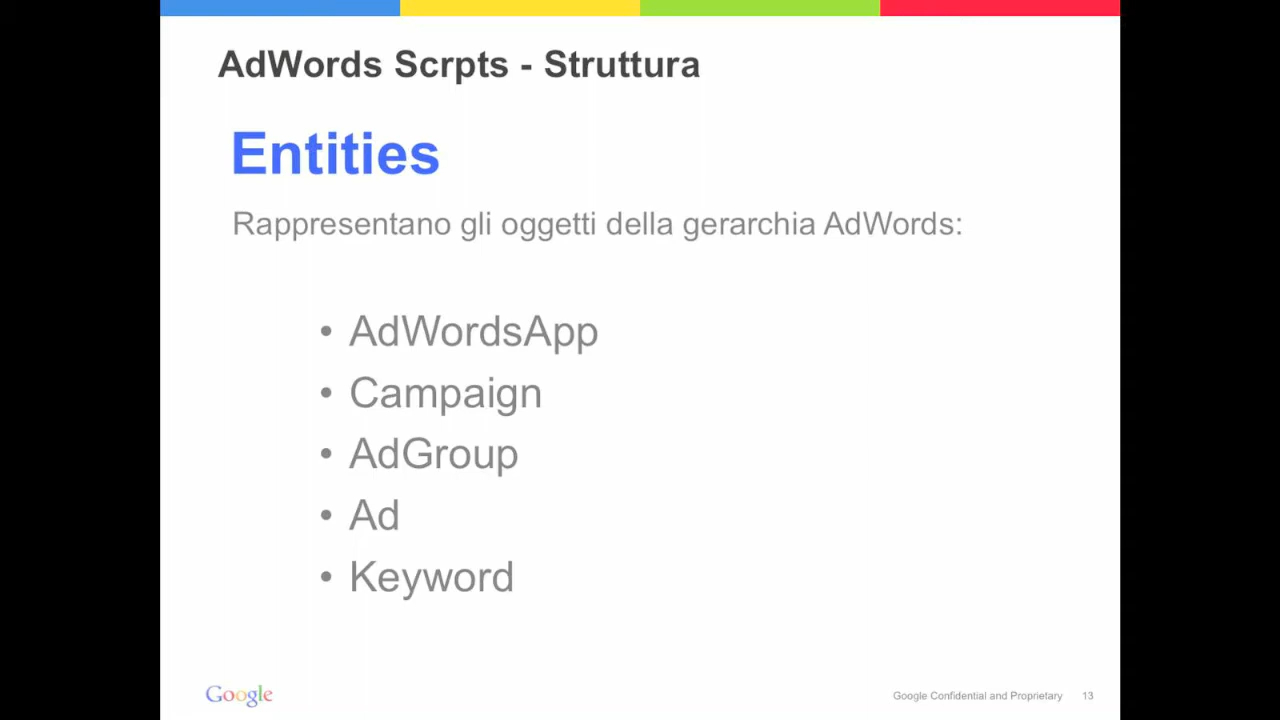 AdWords Scrpts - Struttura
Entities
Rappresentano gli oggetti della gerarchia AdWords:
• AdWordsApp
• Campaign
• AdGroup
• Ad
• Keyword
Google
Google Confidential and Proprietary 13